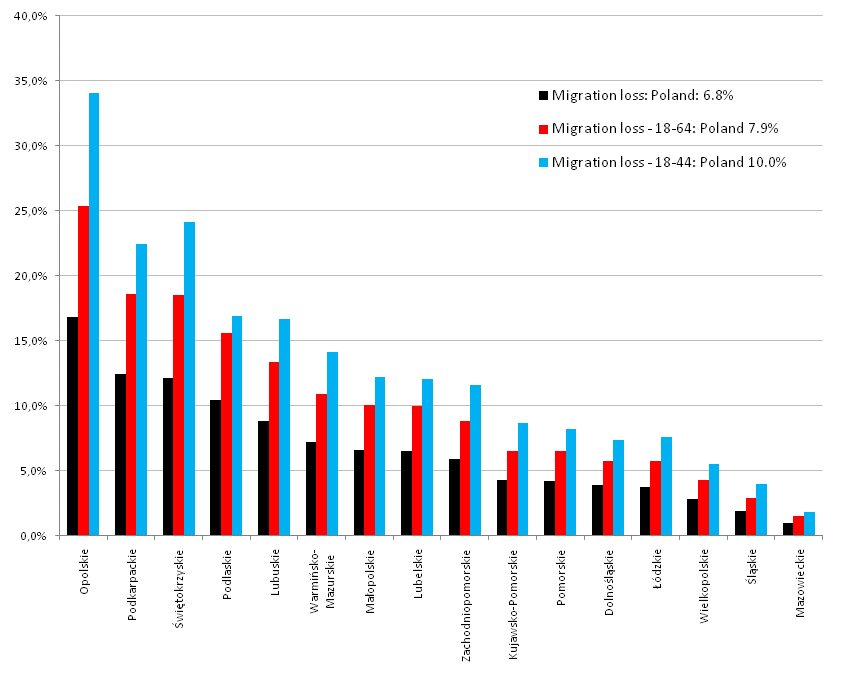 40,0%
35,0%
30,0%
25,0%
20,0%
15,0%
10,0%
5,0%
0,0%
Migration loss: Poland: 6.8%
Migration loss - 18-64: Poland 7.9%
Migration loss - 18-44: Poland 10.0%
Opolskie
Podkarpackie
Świętokrzyskie
Podlaskie
Lubuskie
Warmińsko-
Mazurskie
Małopolskie
Lubelskie
Zachodniopomorskie
Kujawsko-Pomorskie
Pomorskie
Dolnośląskie
Łódzkie
Wielkopolskie
Śląskie
Mazowieckie